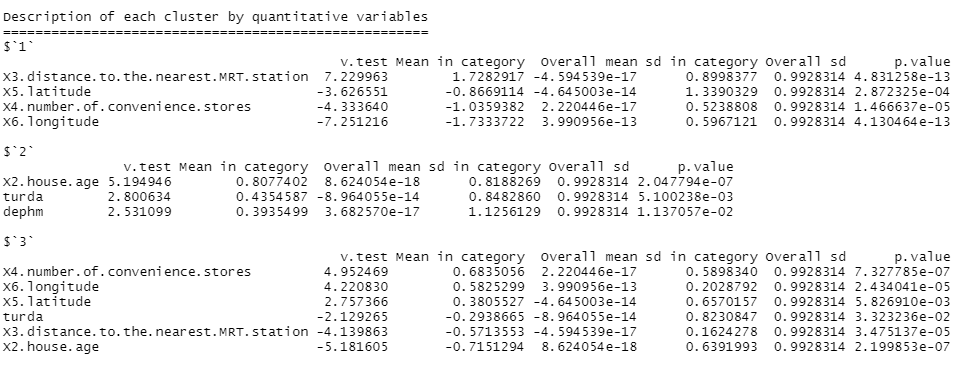 Description of each cluster by quantitative variables
=====================================================
$`1`
v.test Mean in category Overall mean sd in category Overall sd p.value
X3.distance.to.the.nearest.MRT.station 7.229963 1.7282917 -4.594539e-17 0.8998377 0.9928314 4.831258e-13
X5.latitude -3.626551 -0.8669114 -4.645003e-14 1.3390329 0.9928314 2.872325e-04
X4.number.of.convenience.stores -4.333640 -1.0359382 2.220446e-17 0.5238808 0.9928314 1.466637e-05
X6.longitude -7.251216 -1.7333722 3.990956e-13 0.5967121 0.9928314 4.130464e-13
$`2`
v.test Mean in category Overall mean sd in category Overall sd p.value
X2.house.age 5.194946 0.8077402 8.624054e-18 0.8188269 0.9928314 2.047794e-07
turda 2.800634 0.4354587 -8.964055e-14 0.8482860 0.9928314 5.100238e-03
dephm 2.531099 0.3935499 3.682570e-17 1.1256129 0.9928314 1.137057e-02
$`3`
v.test Mean in category Overall mean sd in category Overall sd p.value
X4.number.of.convenience.stores 4.952469 0.6835056 2.220446e-17 0.5898340 0.9928314 7.327785e-07
X6.longitude 4.220830 0.5825299 3.990956e-13 0.2028792 0.9928314 2.434041e-05
X5.latitude 2.757366 0.3805527 -4.645003e-14 0.6570157 0.9928314 5.826910e-03
turda -2.129265 -0.2938665 -8.964055e-14 0.8230847 0.9928314 3.323236e-02
X3.distance.to.the.nearest.MRT.station -4.139863 -0.5713553 -4.594539e-17 0.1624278 0.9928314 3.475137e-05
X2.house.age -5.181605 -0.7151294 8.624054e-18 0.6391993 0.9928314 2.199853e-07